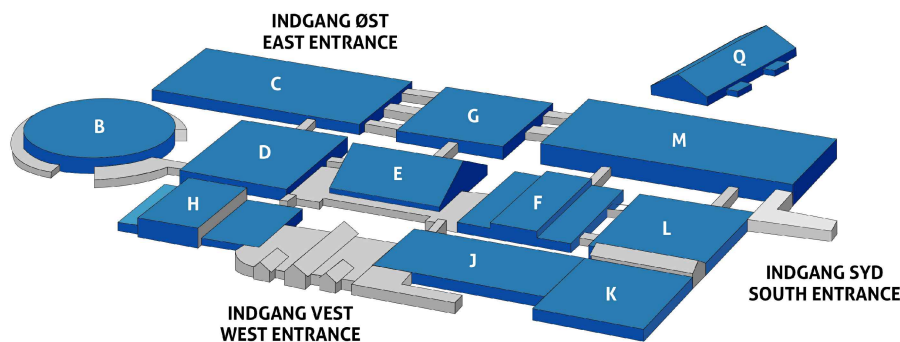 INDGANG ØST
EAST ENTRANCE
Q
C
G
B
M
D
E
H
F
L
J
K
INDGANG SYD
SOUTH ENTRANCE
INDGANG VEST
WEST ENTRANCE